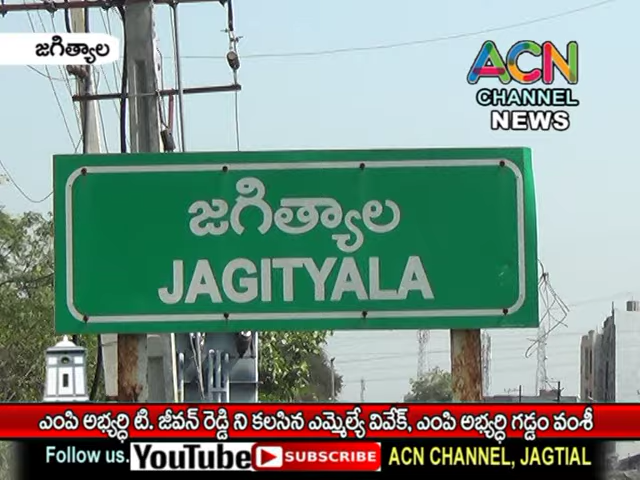 జగిత్యాల
ACN
CHANNEL
NEWS
జగిత్యాల
JAGITYALA
ఎంపి అభ్యర్ధి టి. జీవన్ రెడ్డి ని కలసిన ఎమ్మెల్యే వివేక్, ఎంపి అభ్యర్ధి గడ్డం వంశీ
Follow us. YouTube SUBSCRIBE ACN CHANNEL, JAGTIAL